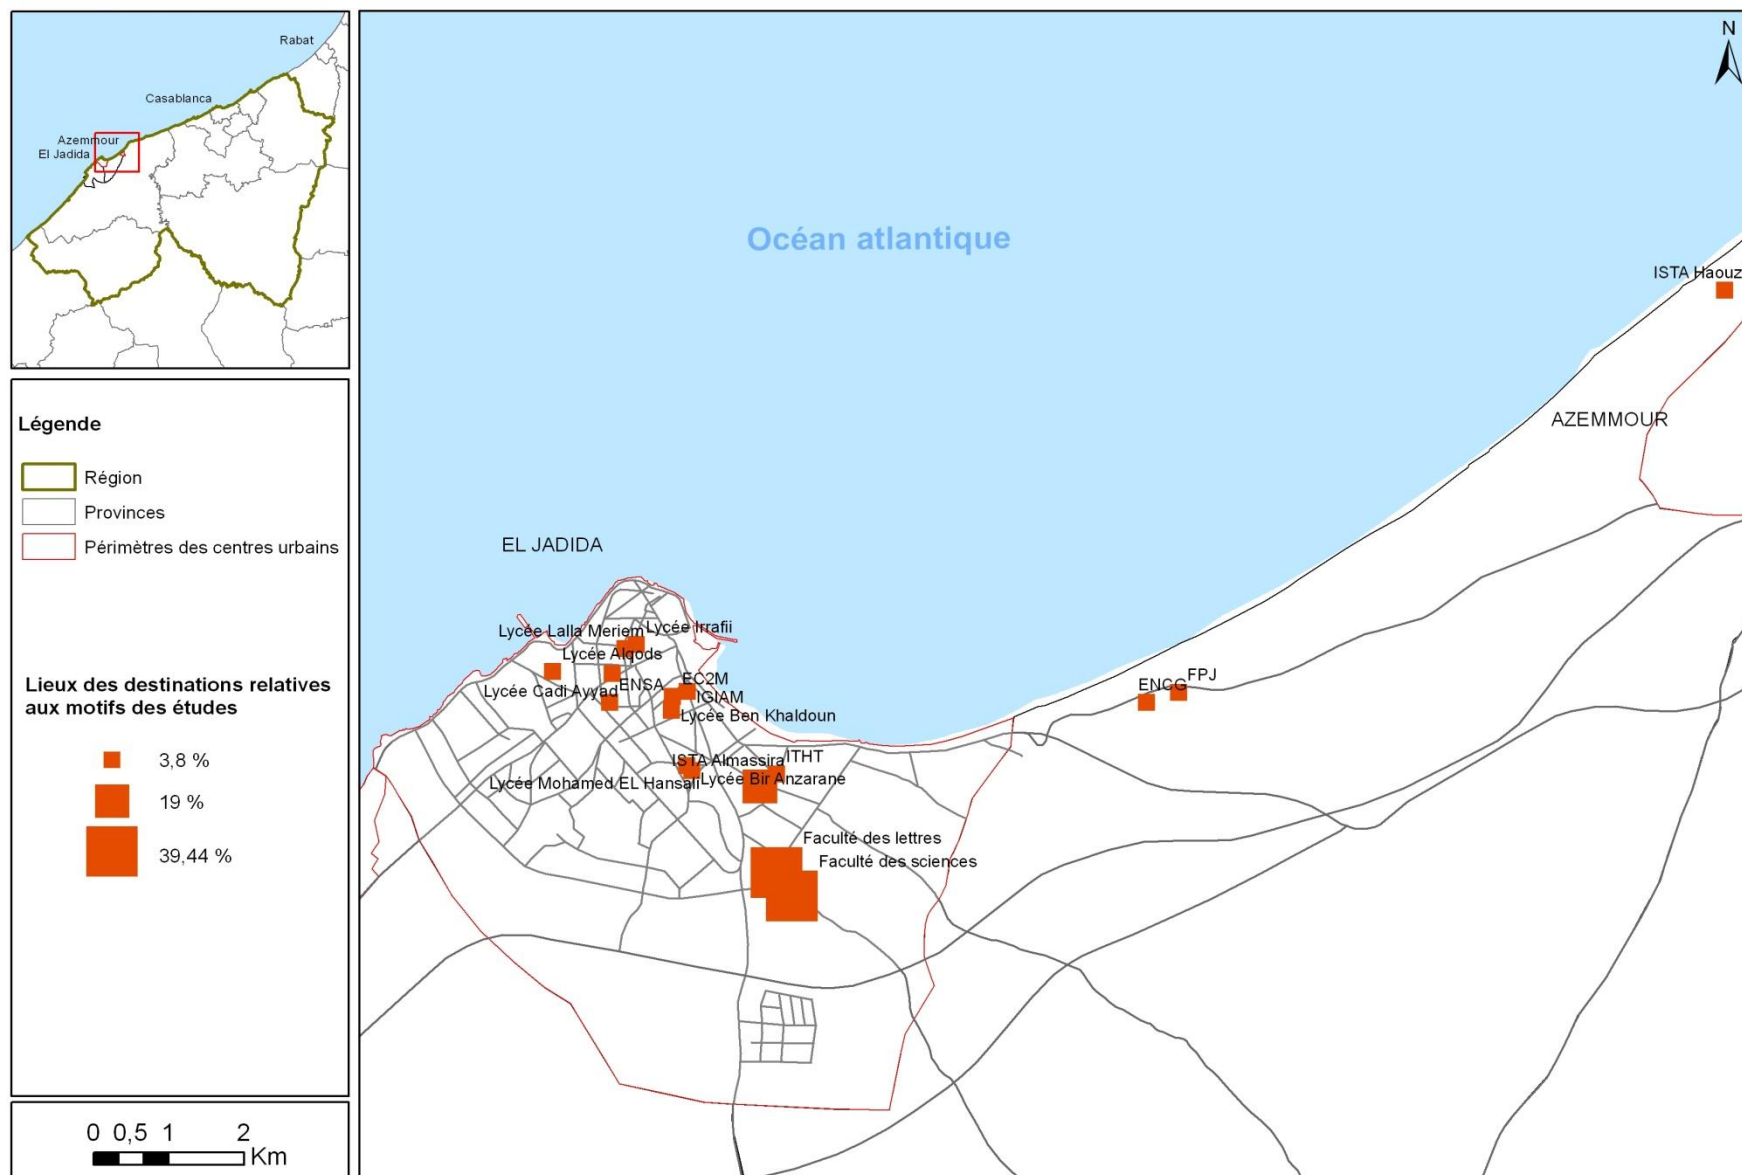 Rabat
Casablanca
Azemmour
El Jadida
Légende
Région
Provinces
Périmètres des centres urbains
Lieux des destinations relatives
aux motifs des études
3,8 %
19 %
39,44 %
0 0,5 1 2
Km
N
Océan atlantique
ISTA Haouz
AZEMMOUR
EL JADIDA
Lycée Lalla Meriem
Lycée Irrafii
Lycée Alqods
Lycée Cadi Ayyad
ENSA
EC2M
IGIAM
Lycée Ben Khaldoun
ENCG
FPJ
ISTA Almassira
ITHT
Lycée Mohamed EL Hansali
Lycée Bir Anzarane
Faculté des lettres
Faculté des sciences